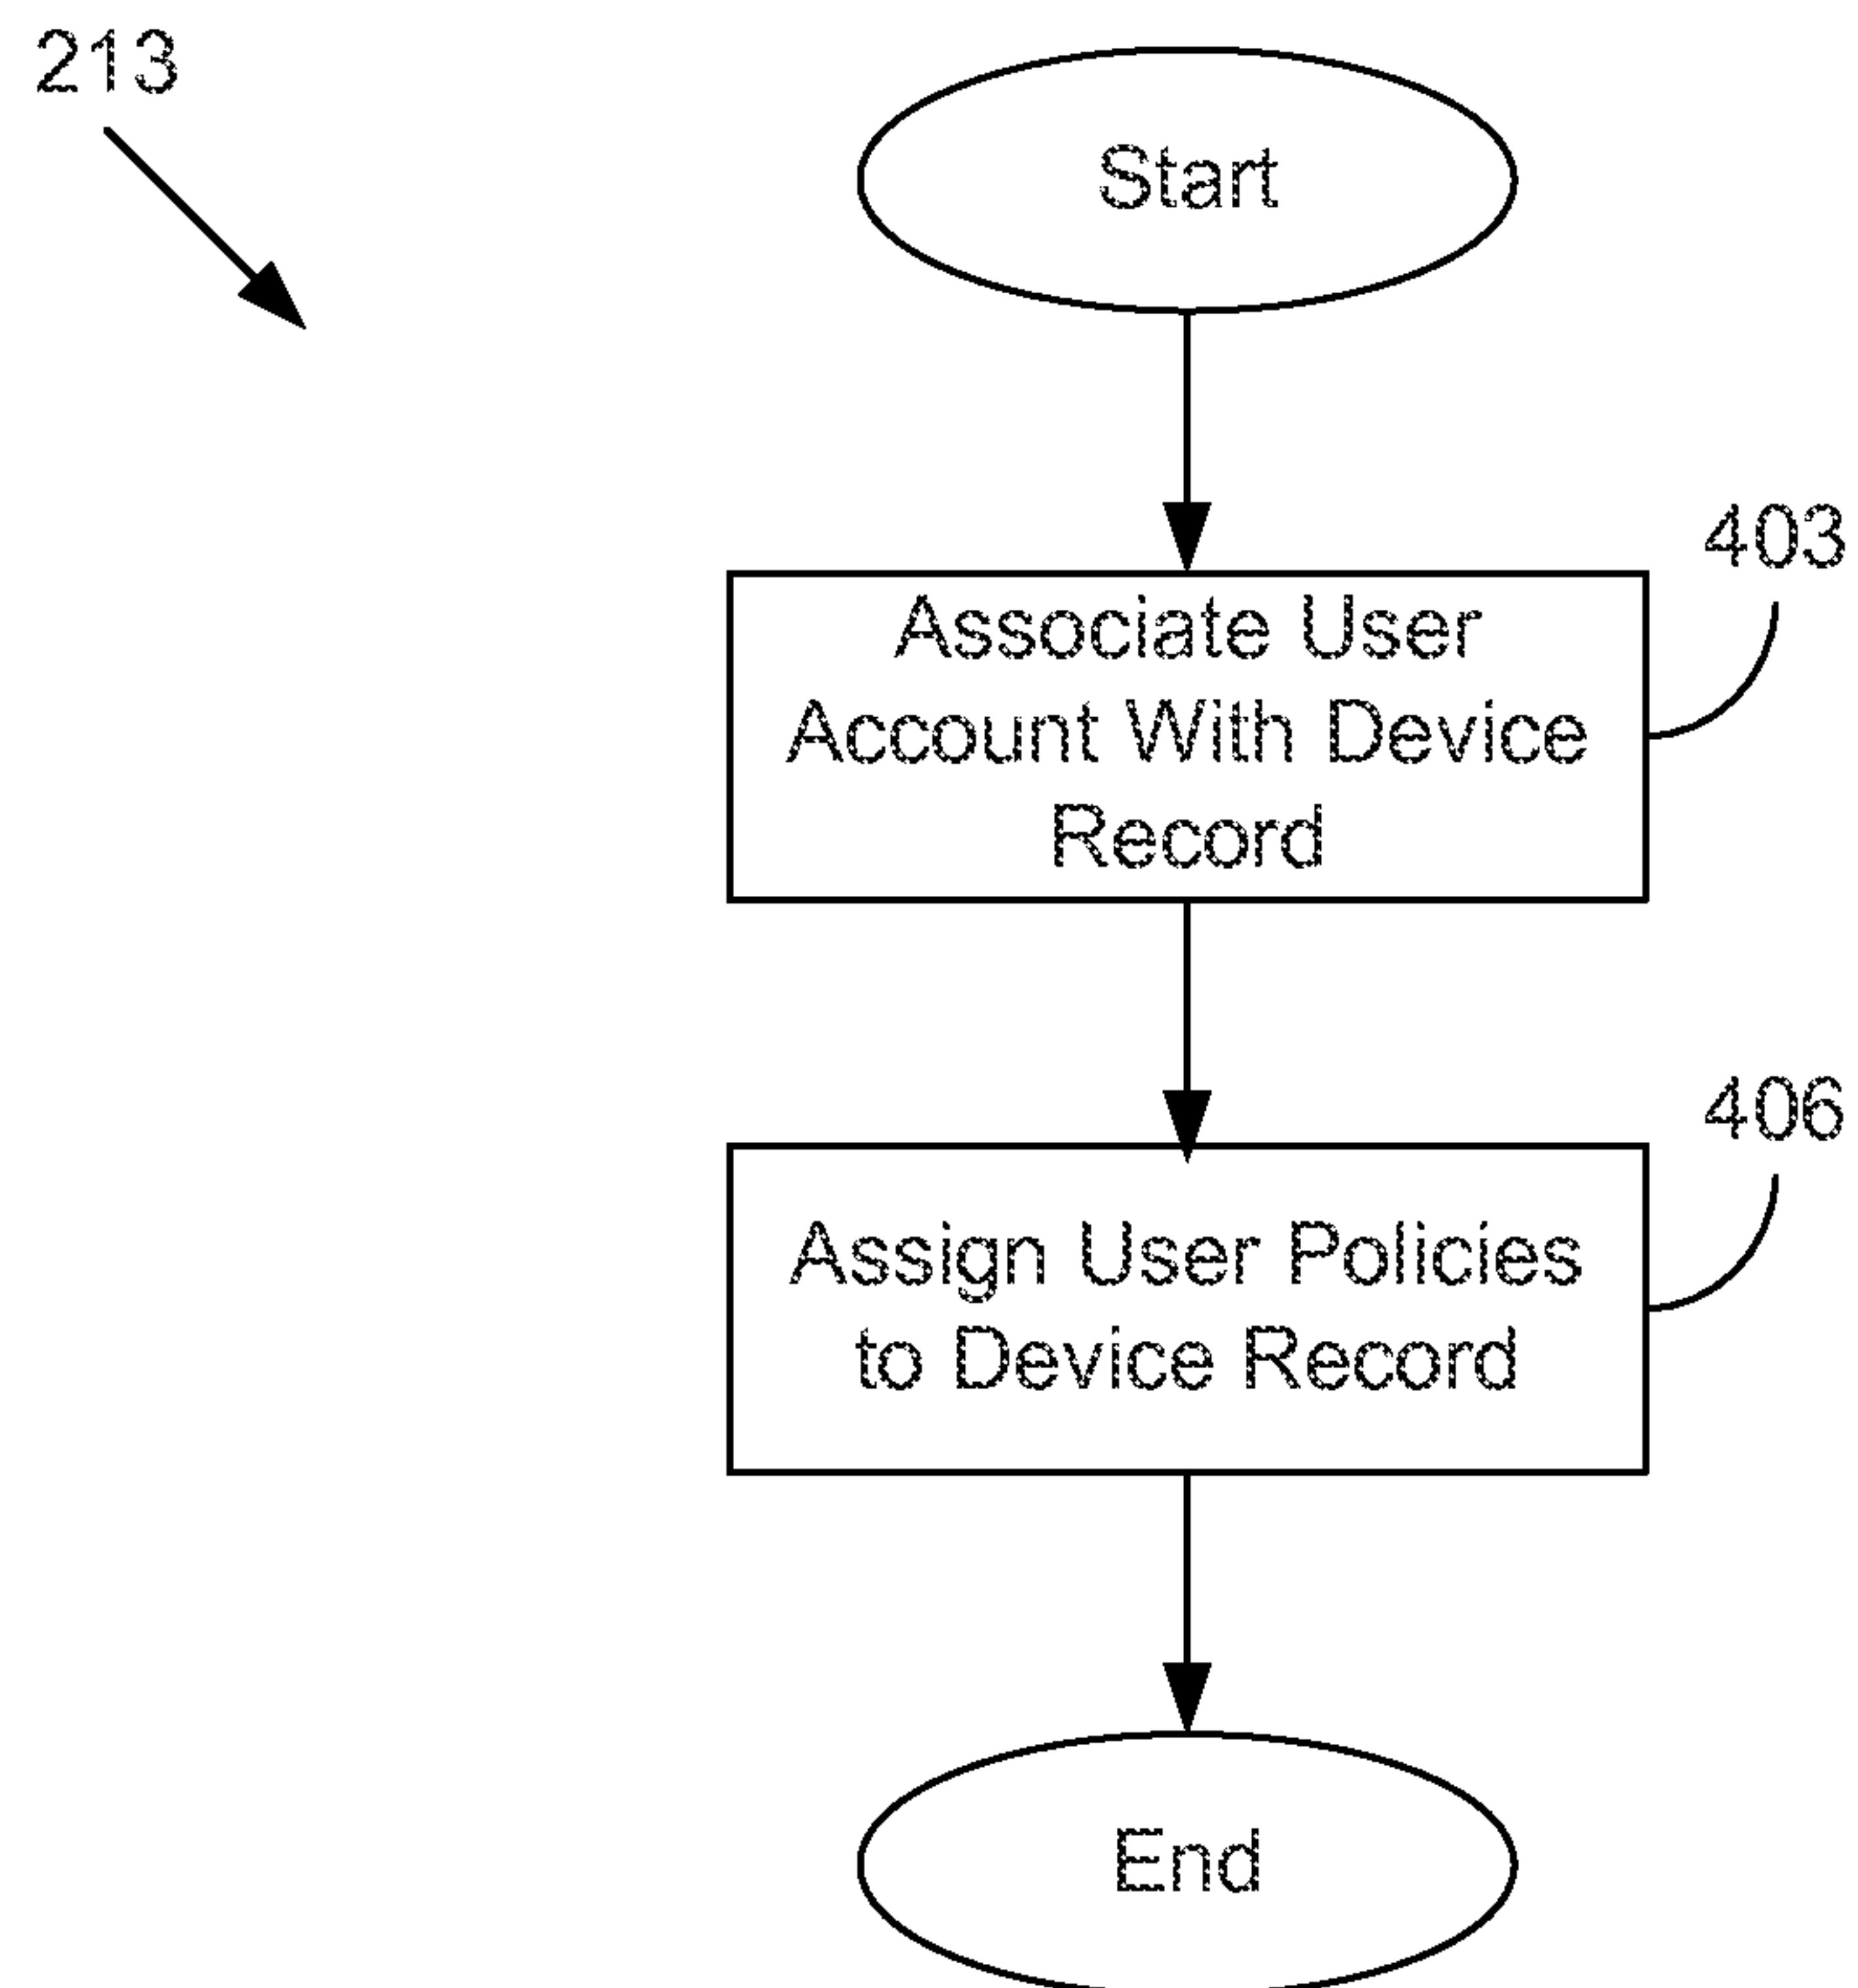 213
Start
403
Associate User
Account With Device
Record
406
Assign User Policies
to Device Record
End